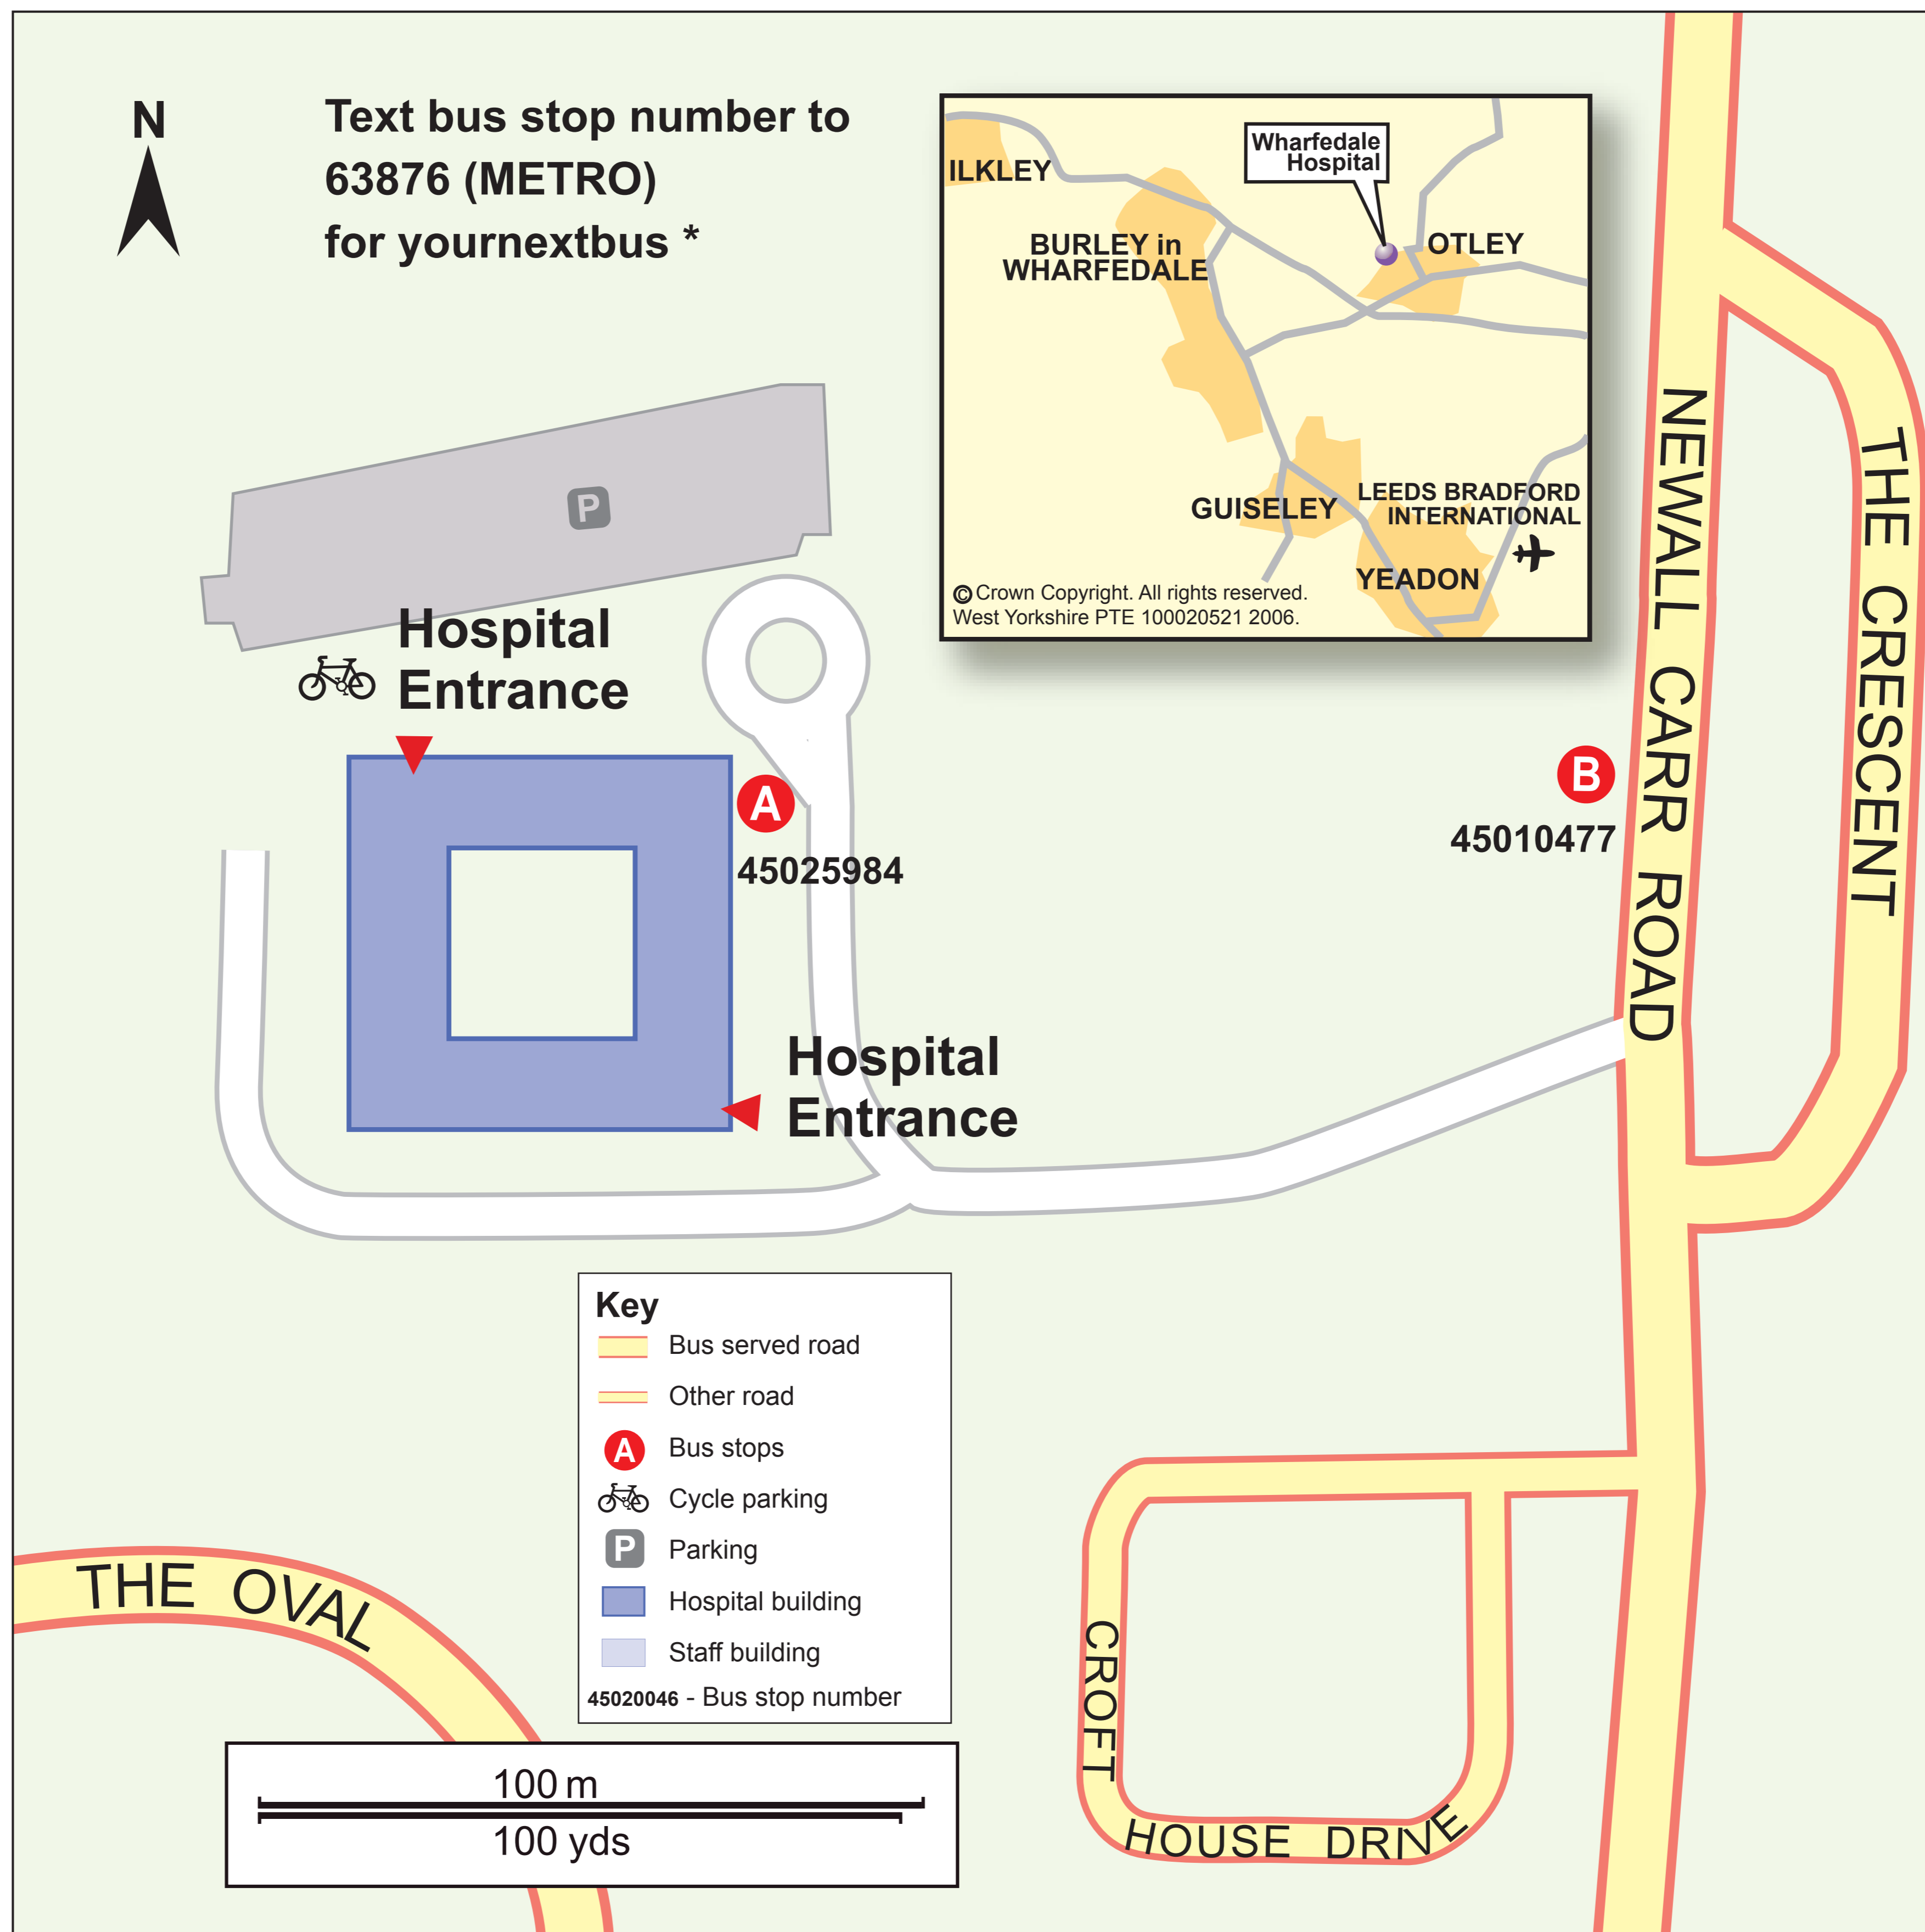 N
Text bus stop number to
63876 (METRO)
for yournextbus *
Wharfedale
Hospital
ILKLEY
BURLEY in
WHARFEDALE
OTLEY
GUISELEY
LEEDS BRADFORD
INTERNATIONAL
YEADON
© Crown Copyright. All rights reserved.
West Yorkshire PTE 100020521 2006.
NEWALL CARR ROAD
THE CRESCENT
P
Hospital
Entrance
A
45025984
B
45010477
Hospital
Entrance
Key
Bus served road
Other road
A Bus stops
Cycle parking
P Parking
Hospital building
Staff building
45020046 - Bus stop number
THE OVAL
CROFT
HOUSE DRIVE
100 m
100 yds